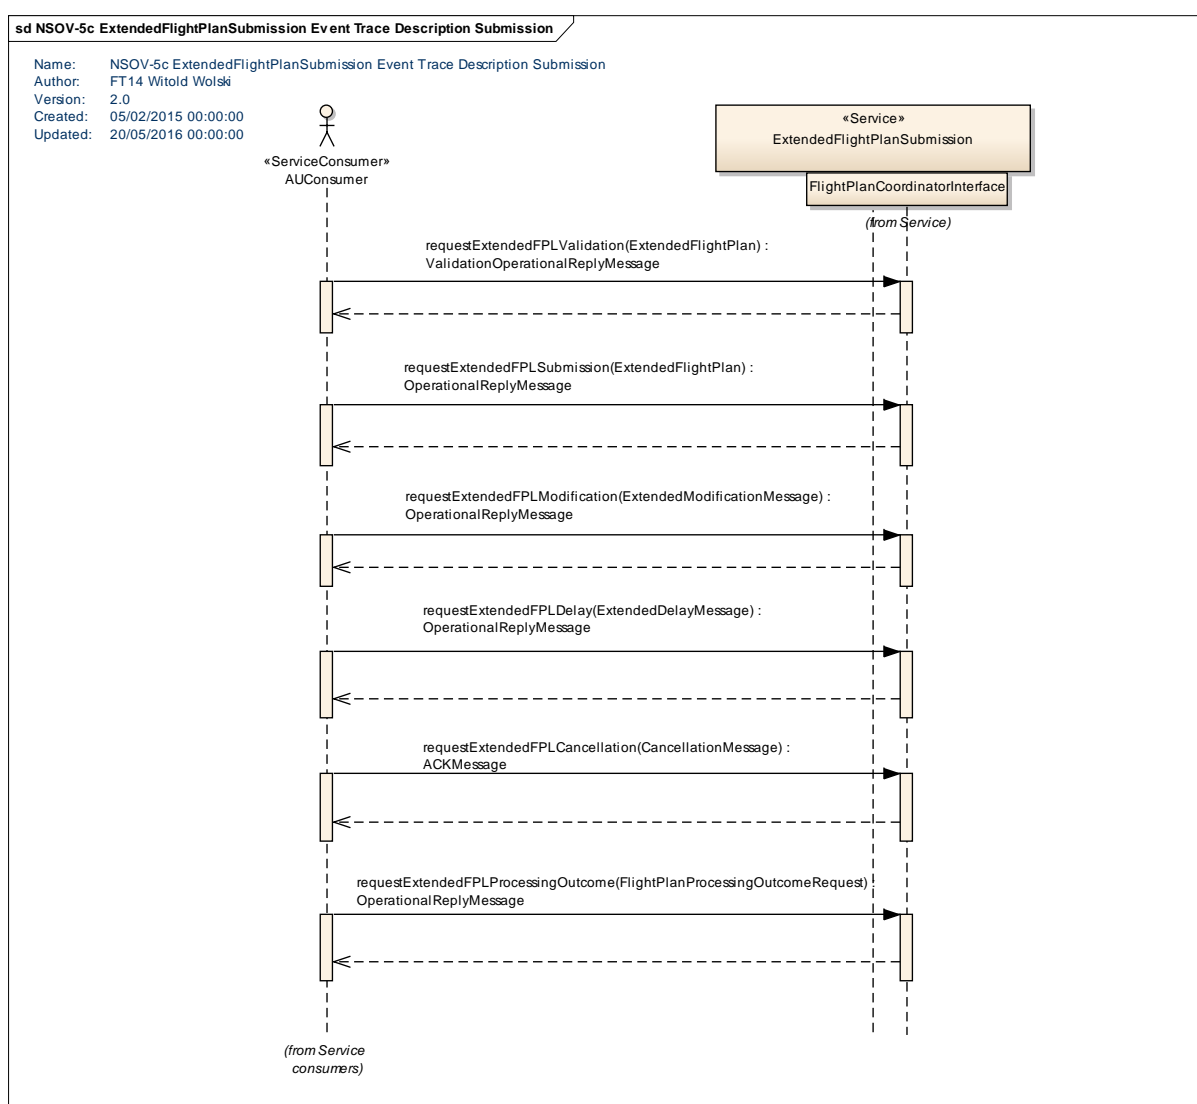 sd NSOV-5c ExtendedFlightPlanSubmission Event Trace Description Submission
Name: NSOV-5c ExtendedFlightPlanSubmission Event Trace Description Submission
Author: FT14 Witold Wolski
Version: 2.0
Created: 05/02/2015 00:00:00
Updated: 20/05/2016 00:00:00
«ServiceConsumer»
AUConsumer
«Service»
ExtendedFlightPlanSubmission
FlightPlanCoordinatorInterface
(from Service)
requestExtendedFPLValidation(ExtendedFlightPlan) :
ValidationOperationalReplyMessage
requestExtendedFPLSubmission(ExtendedFlightPlan) :
OperationalReplyMessage
requestExtendedFPLModification(ExtendedModificationMessage) :
OperationalReplyMessage
requestExtendedFPLDelay(ExtendedDelayMessage) :
OperationalReplyMessage
requestExtendedFPLCancellation(CancellationMessage) :
ACKMessage
requestExtendedFPLProcessingOutcome(FlightPlanProcessingOutcomeRequest) :
OperationalReplyMessage
(from Service
consumers)